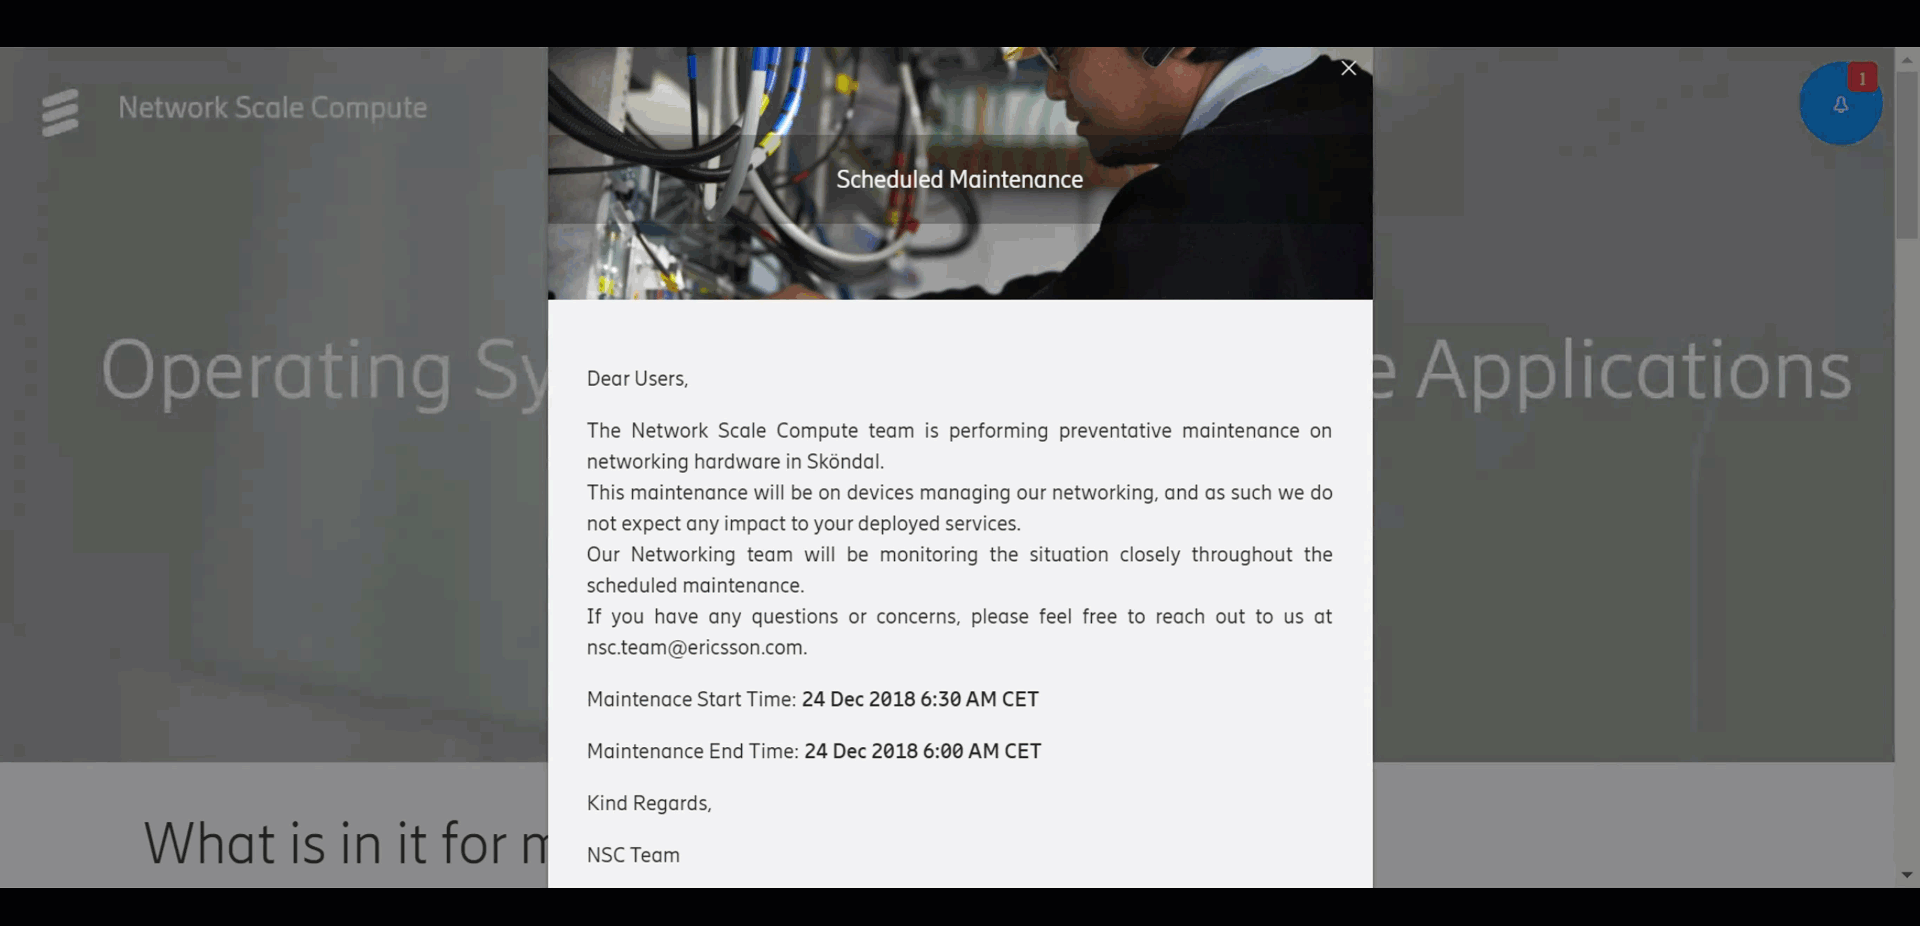 Network Scale Compute
1
Scheduled Maintenance
Operating Sy
e Applications
Dear Users,
The Network Scale Compute team is performing preventative maintenance on
networking hardware in Sköndal.
This maintenance will be on devices managing our networking, and as such we do
not expect any impact to your deployed services.
Our Networking team will be monitoring the situation closely throughout the
scheduled maintenance.
If you have any questions or concerns, please feel free to reach out to us at
nsc.team@ericsson.com.
Maintenace Start Time: 24 Dec 2018 6:30 AM CET
Maintenance End Time: 24 Dec 2018 6:00 AM CET
Kind Regards,
What is in it for m
NSC Team